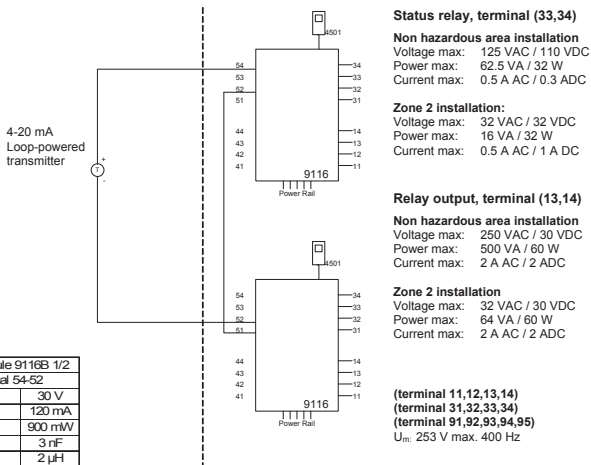 4501
54
53
52
51
44
43
42
41
34
33
32
31
14
13
12
11
9116
Power Rail
4-20 mA
Loop-powered
transmitter
+
T
-
4501
54
53
52
51
44
43
42
41
34
33
32
31
14
13
12
11
9116
Power Rail
9116B 1/2
54-52
30 V
120 mA
900 mW
3 nF
2 µH
Status relay, terminal (33,34)
Non hazardous area installation
Voltage max: 125 VAC / 110 VDC
Power max: 62.5 VA / 32 W
Current max: 0.5 A AC / 0.3 ADC
Zone 2 installation:
Voltage max: 32 VAC / 32 VDC
Power max: 16 VA / 32 W
Current max: 0.5 A AC / 1 A DC
Relay output, terminal (13,14)
Non hazardous area installation
Voltage max: 250 VAC / 30 VDC
Power max: 500 VA / 60 W
Current max: 2 A AC / 2 ADC
Zone 2 installation
Voltage max: 32 VAC / 30 VDC
Power max: 64 VA / 60 W
Current max: 2 A AC / 2 ADC
(terminal 11,12,13,14)
(terminal 31,32,33,34)
(terminal 91,92,93,94,95)
Um: 253 V max. 400 Hz